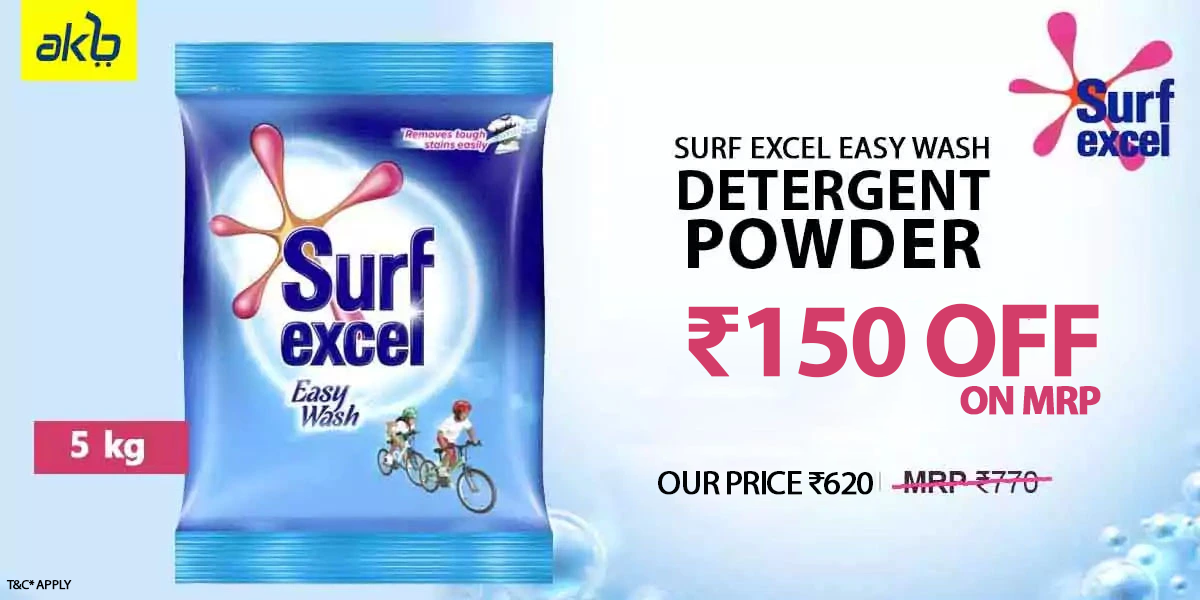 akb
Removes tough
stains easily
Surf
excel
Easy
Wash
5 kg
T&C* APPLY
Surf
excel
SURF EXCEL EASY WASH
DETERGENT
POWDER
₹150 OFF
ON MRP
OUR PRICE ₹620 MRP ₹770